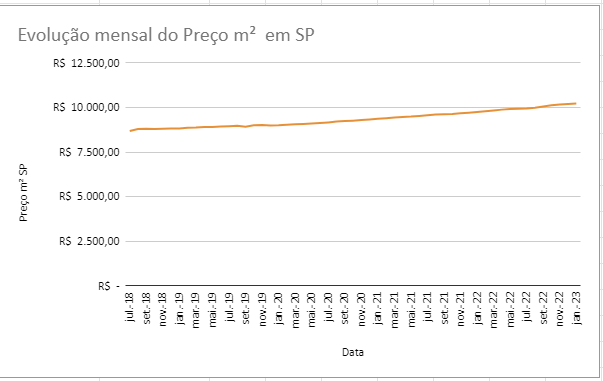 Evolução mensal do Preço m² em SP
R$ 12.500,00
R$ 10.000,00
R$ 7.500,00
R$ 5.000,00
R$ 2.500,00
R$ -
Preço m² SP
jul.-18
set.-18
nov.-18
jan.-19
mar.-19
mai.-19
jul.-19
set.-19
nov.-19
jan.-20
mar.-20
mai.-20
jul.-20
set.-20
nov.-20
jan.-21
mar.-21
mai.-21
jul.-21
set.-21
nov.-21
jan.-22
mar.-22
mai.-22
jul.-22
set.-22
nov.-22
jan.-23
Data